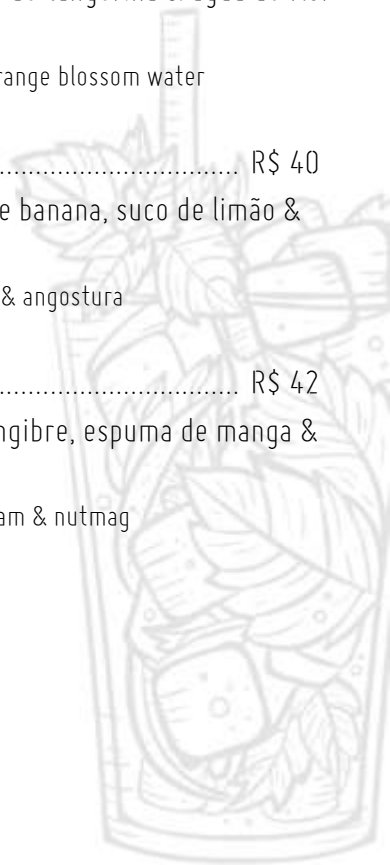 range blossom water
........................................ R$ 40
e banana, suco de limão &
& angostura
........................................ R$ 42
ngibre, espuma de manga &
am & nutmag